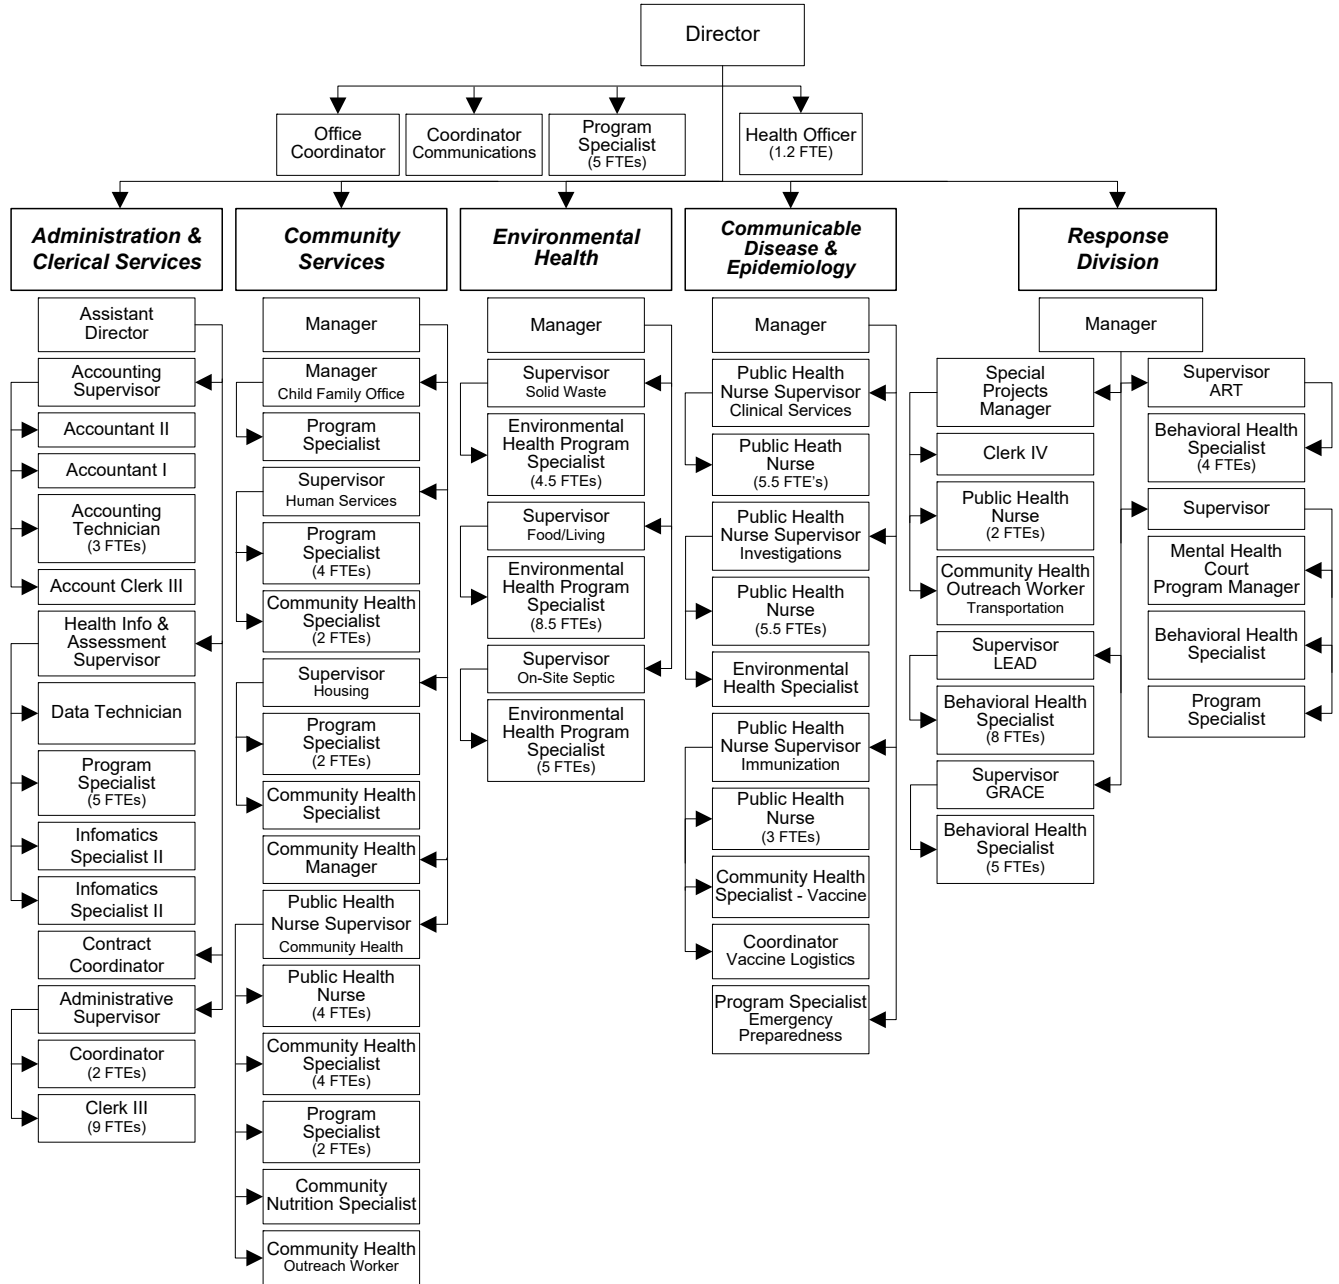 Director
Office
Coordinator
Coordinator
Communications
Program
Specialist
(5 FTEs)
Health Officer
(1.2 FTE)
Administration &
Clerical Services
Community
Services
Environmental
Health
Communicable
Disease &
Epidemiology
Response
Division
Assistant
Director
Accounting
Supervisor
Accountant II
Accountant I
Accounting
Technician
(3 FTEs)
Account Clerk III
Health Info &
Assessment
Supervisor
Data Technician
Program
Specialist
(5 FTEs)
Infomatics
Specialist II
Infomatics
Specialist II
Contract
Coordinator
Administrative
Supervisor
Coordinator
(2 FTEs)
Clerk III
(9 FTEs)
Manager
Manager
Child Family Office
Program
Specialist
Supervisor
Human Services
Program
Specialist
(4 FTEs)
Community Health
Specialist
(2 FTEs)
Supervisor
Housing
Program
Specialist
(2 FTEs)
Community Health
Specialist
Community Health
Manager
Public Health
Nurse Supervisor
Community Health
Public Health
Nurse
(4 FTEs)
Community Health
Specialist
(4 FTEs)
Program
Specialist
(2 FTEs)
Community
Nutrition Specialist
Community Health
Outreach Worker
Manager
Supervisor
Solid Waste
Environmental
Health Program
Specialist
(4.5 FTEs)
Supervisor
Food/Living
Environmental
Health Program
Specialist
(8.5 FTEs)
Supervisor
On-Site Septic
Environmental
Health Program
Specialist
(5 FTEs)
Manager
Public Health
Nurse Supervisor
Clinical Services
Public Heath
Nurse
(5.5 FTE’s)
Public Health
Nurse Supervisor
Investigations
Public Health
Nurse
(5.5 FTEs)
Environmental
Health Specialist
Public Health
Nurse Supervisor
Immunization
Public Health
Nurse
(3 FTEs)
Community Health
Specialist - Vaccine
Coordinator
Vaccine Logistics
Program Specialist
Emergency
Preparedness
Manager
Special
Projects
Manager
Clerk IV
Public Health
Nurse
(2 FTEs)
Community Health
Outreach Worker
Transportation
Supervisor
LEAD
Behavioral Health
Specialist
(8 FTEs)
Supervisor
GRACE
Behavioral Health
Specialist
(5 FTEs)
Supervisor
ART
Behavioral Health
Specialist
(4 FTEs)
Supervisor
Mental Health
Court
Program Manager
Behavioral Health
Specialist
Program
Specialist